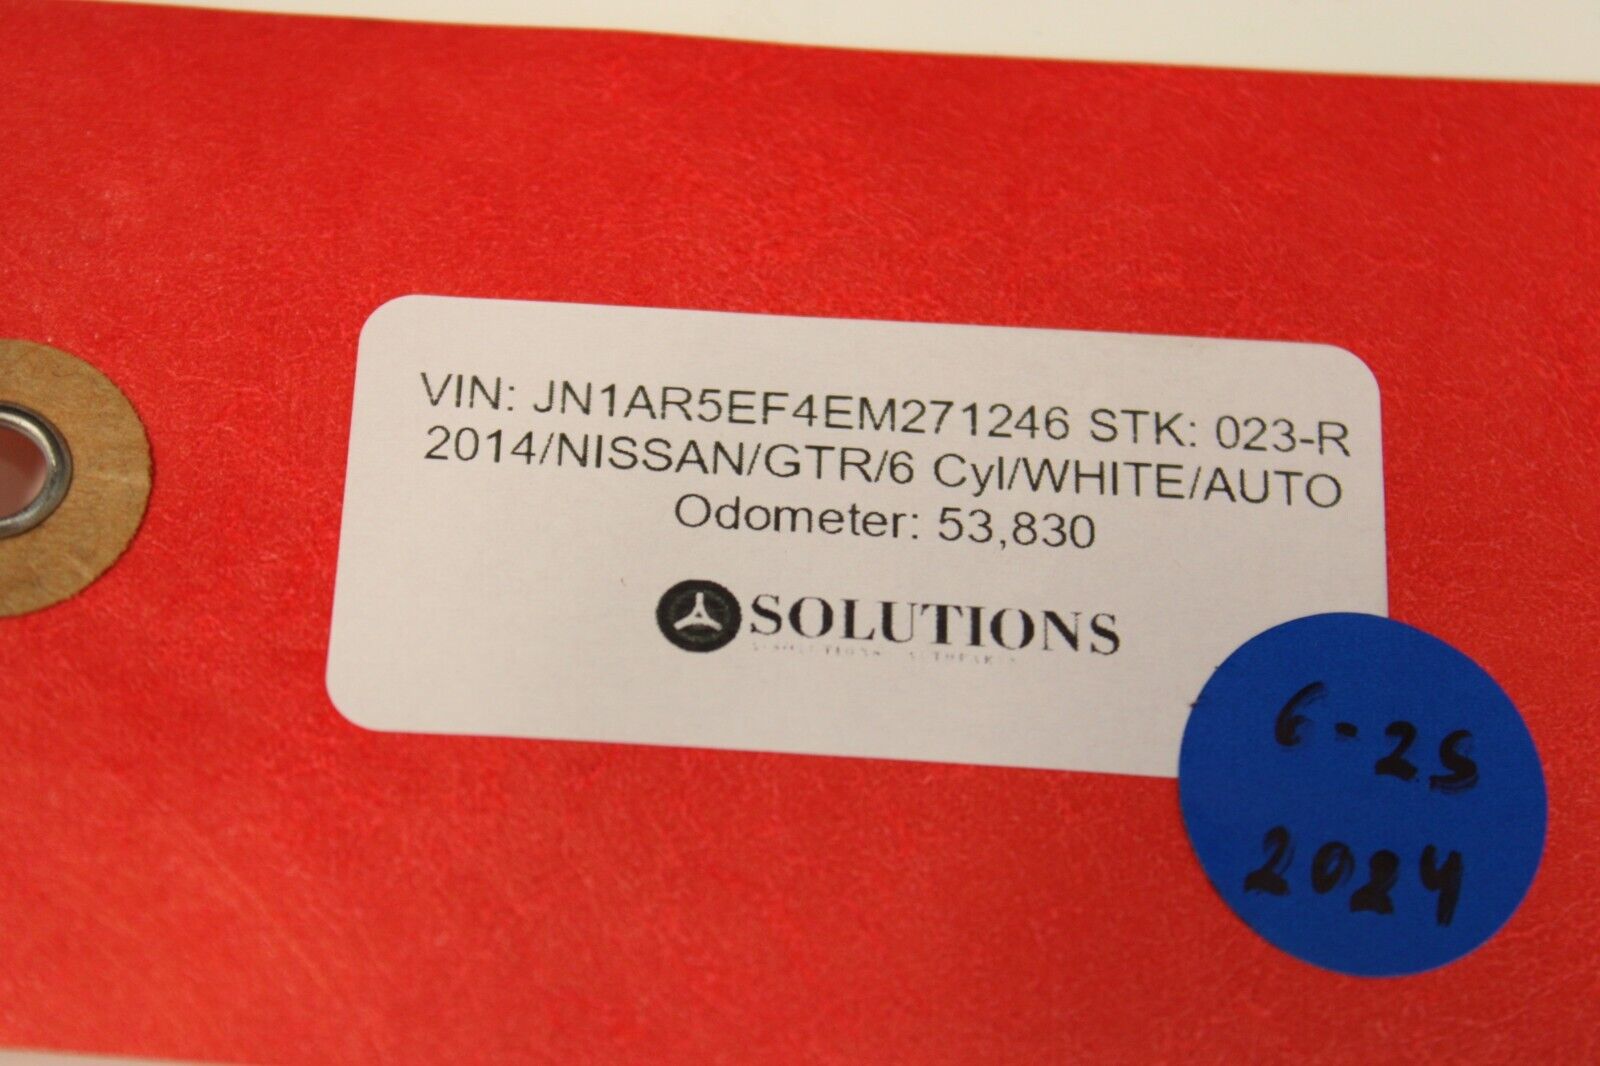 VIN: JN1AR5EF4EM271246 STK: 023-R
2014/NISSAN/GTR/6 Cyl/WHITE/AUTO
Odometer: 53,830
SOLUTIONS
6-25
2024